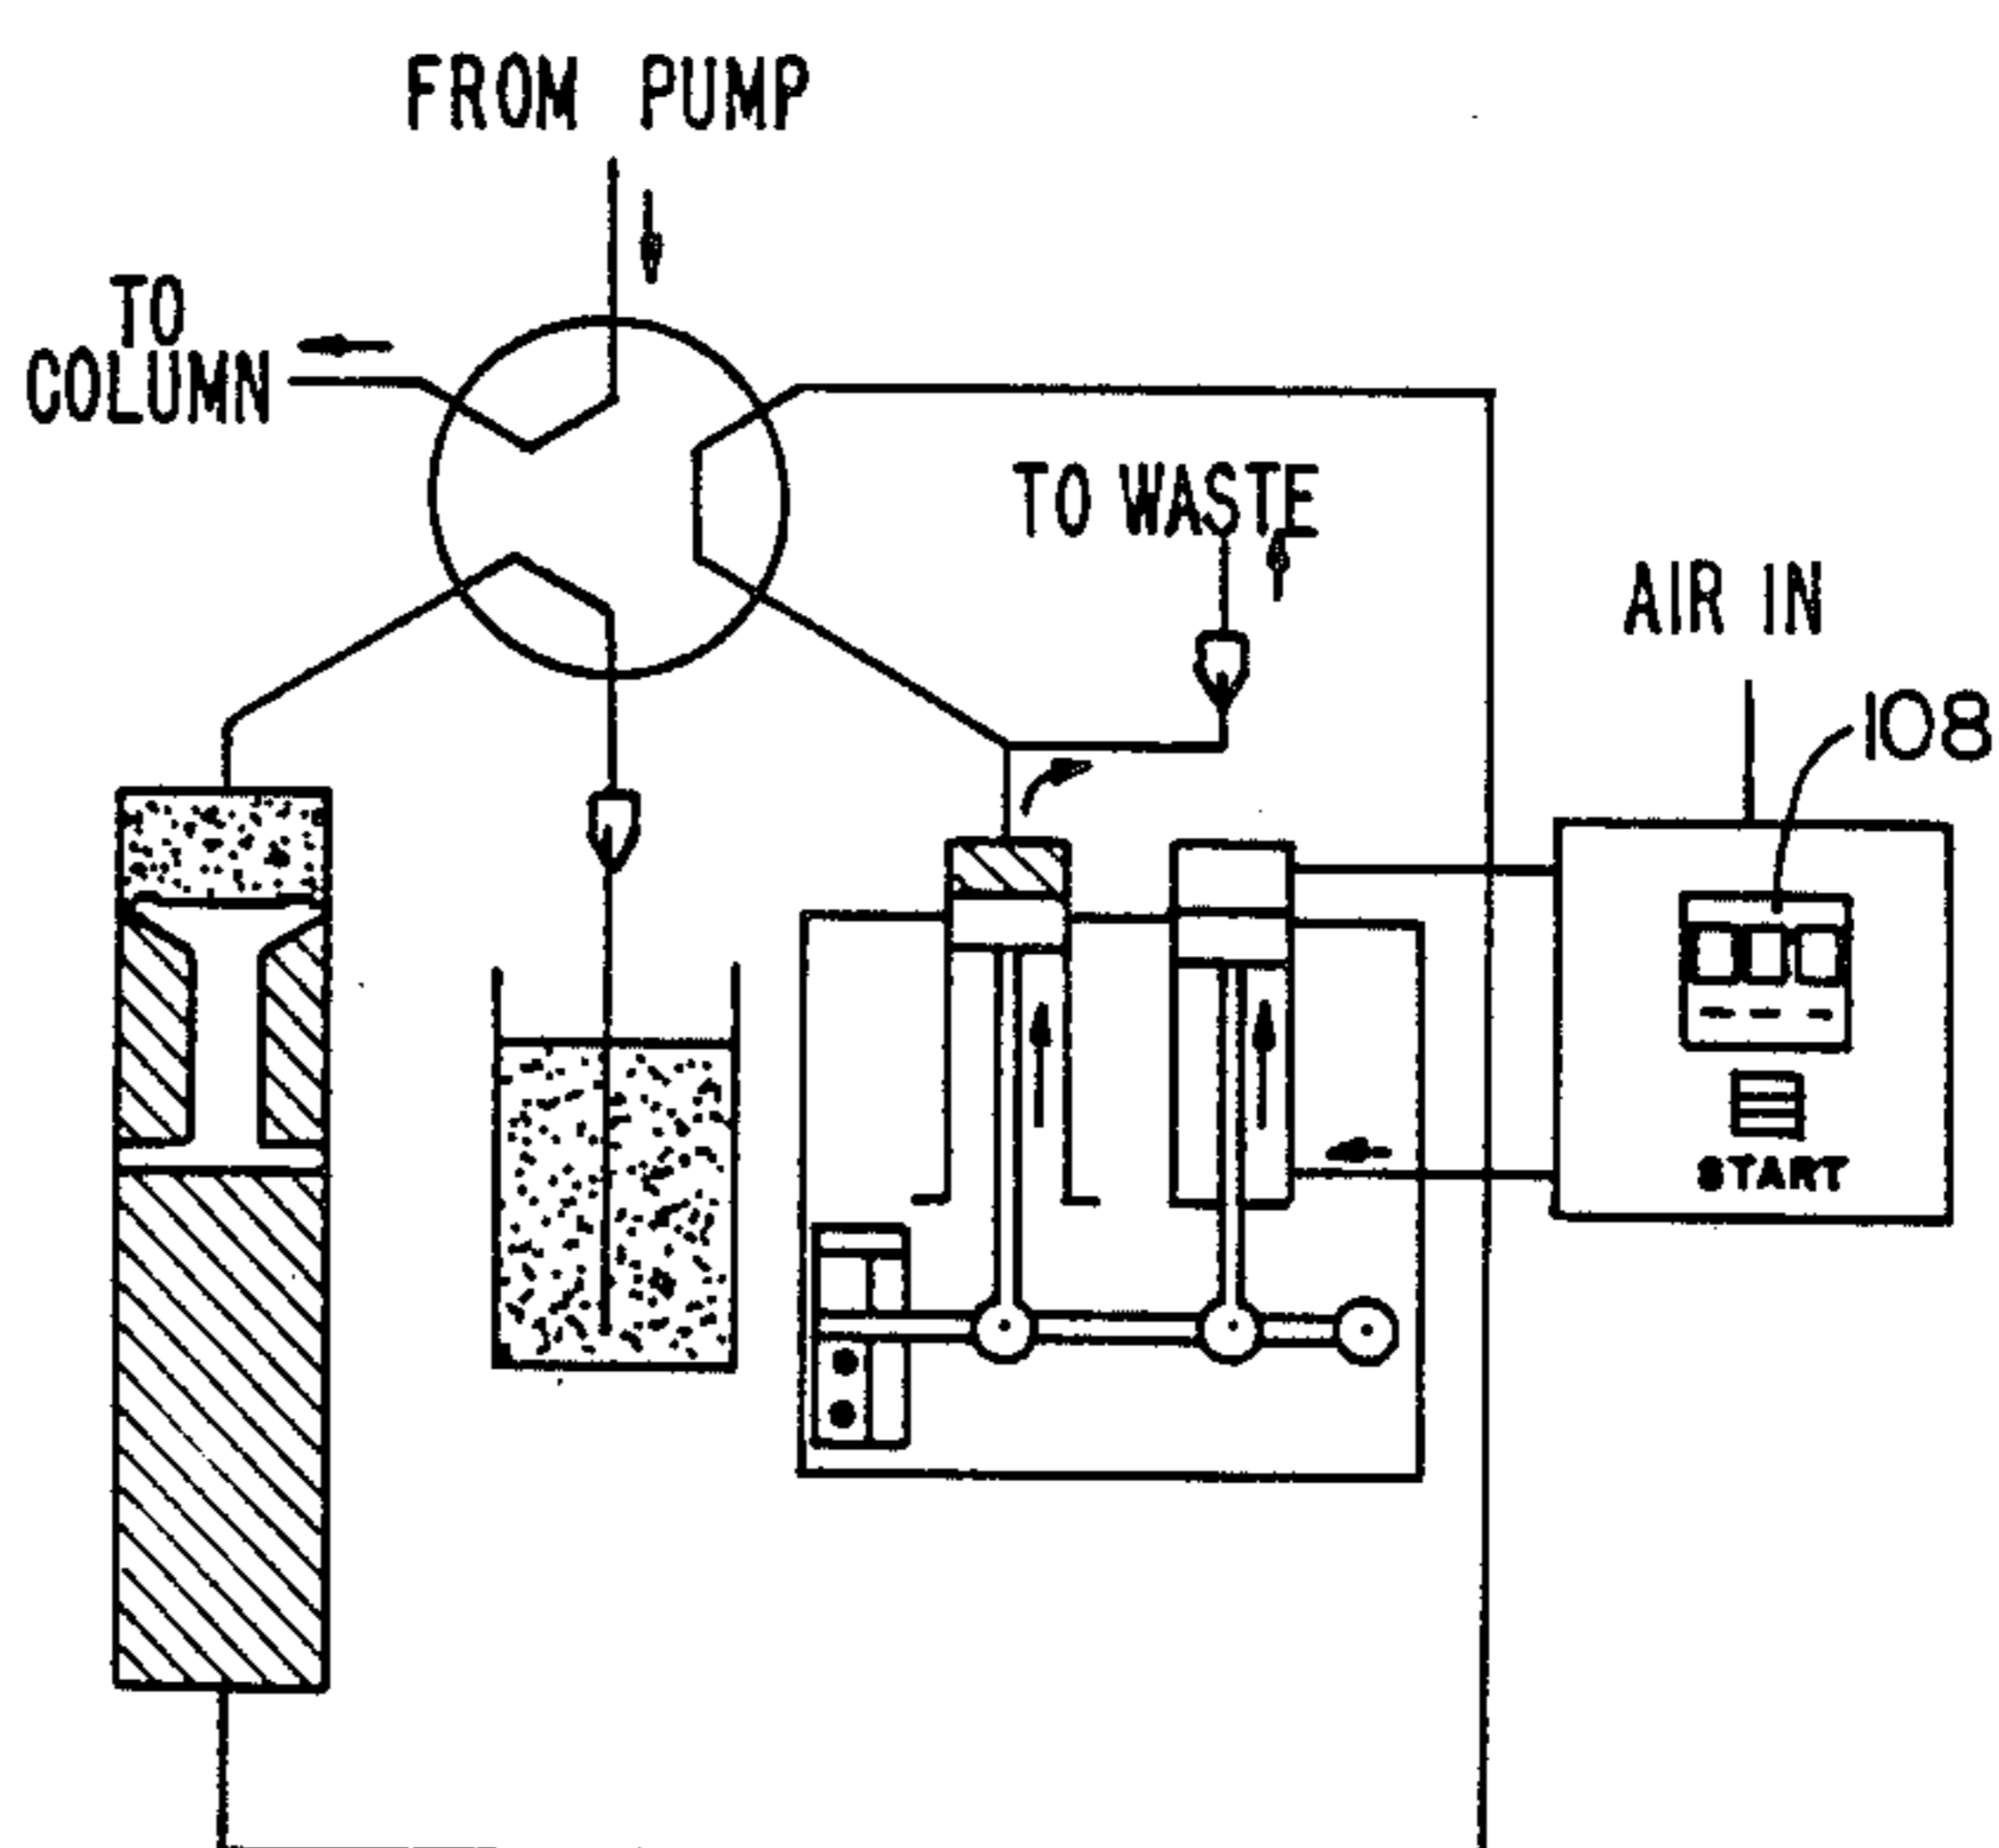 FROM PUMP
TO
COLUMN
TO WASTE
AIR IN
108
START